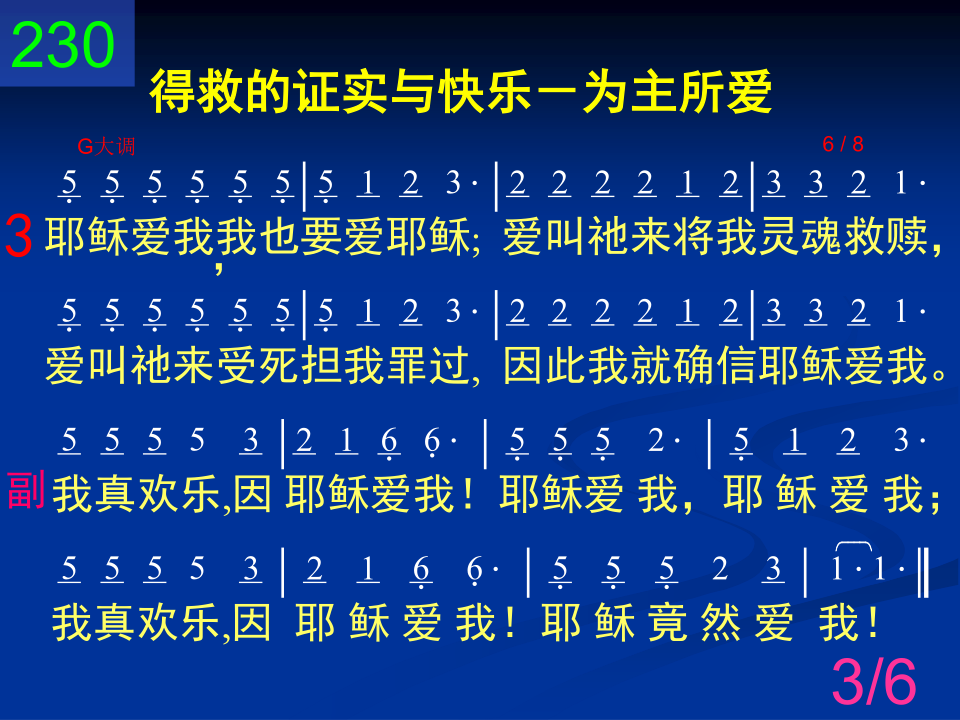 230
得救的证实与快乐－为主所爱
G大调 6 / 8
5 5 5 5 5 5 | 5 1 2 3 · | 2 2 2 2 1 2 | 3 3 2 1 ·
3 耶稣爱我,我也要爱耶稣; 爱叫祂来将我灵魂救赎,
5 5 5 5 5 5 | 5 1 2 3 · | 2 2 2 2 1 2 | 3 3 2 1 ·
爱叫祂来受死担我罪过, 因此我就确信耶稣爱我。
5 5 5 5 3 | 2 1 6 6 · | 5 5 5 2 · | 5 1 2 3 ·
副 我真欢乐,因 耶稣爱我！耶稣爱 我，耶 稣 爱 我；
5 5 5 5 3 | 2 1 6 6 · | 5 5 5 2 3 | 1 · 1 · ‖
我真欢乐,因 耶 稣 爱 我！耶 稣 竟 然 爱 我！
3/6